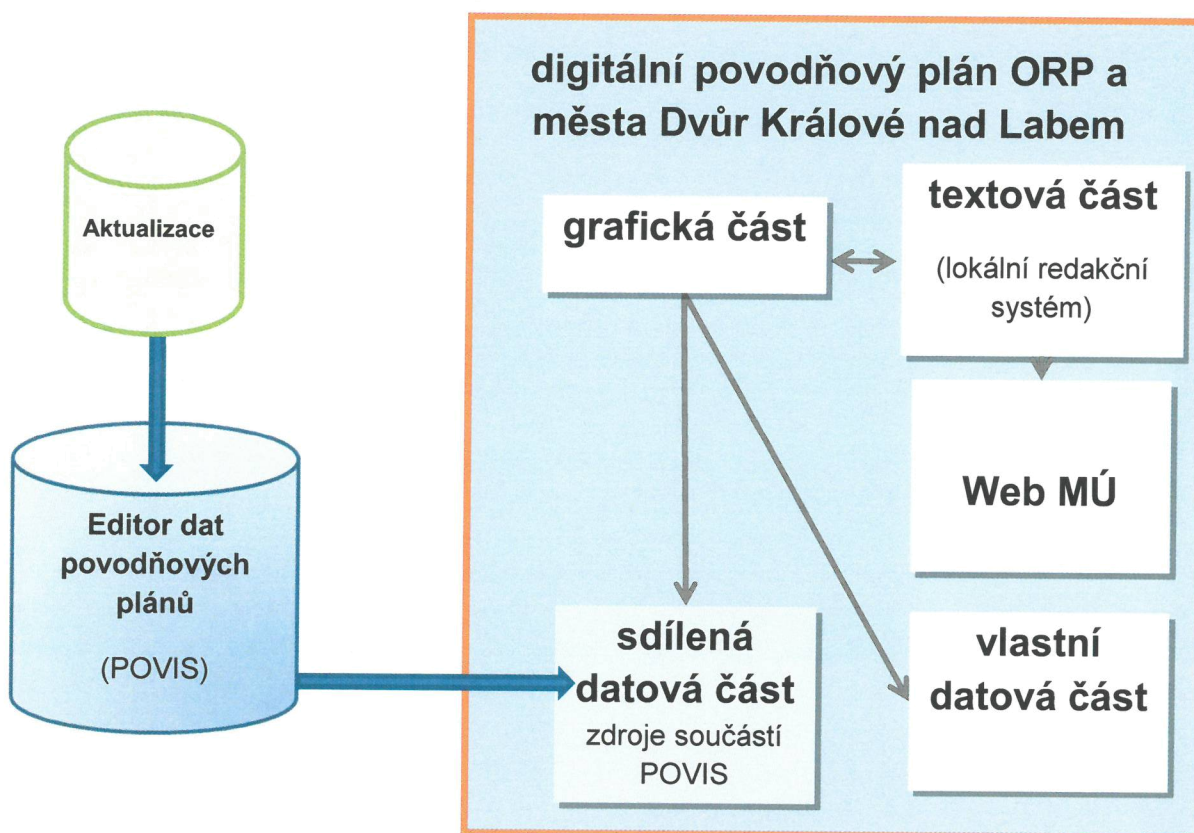 digitální povodňový plán ORP a
města Dvůr Králové nad Labem
Aktualizace
grafická část
textová část
(lokální redakční
systém)
Web MÚ
Editor dat
povodňových
plánů
(POVIS)
sdílená
datová část
zdroje součástí
POVIS
vlastní
datová část